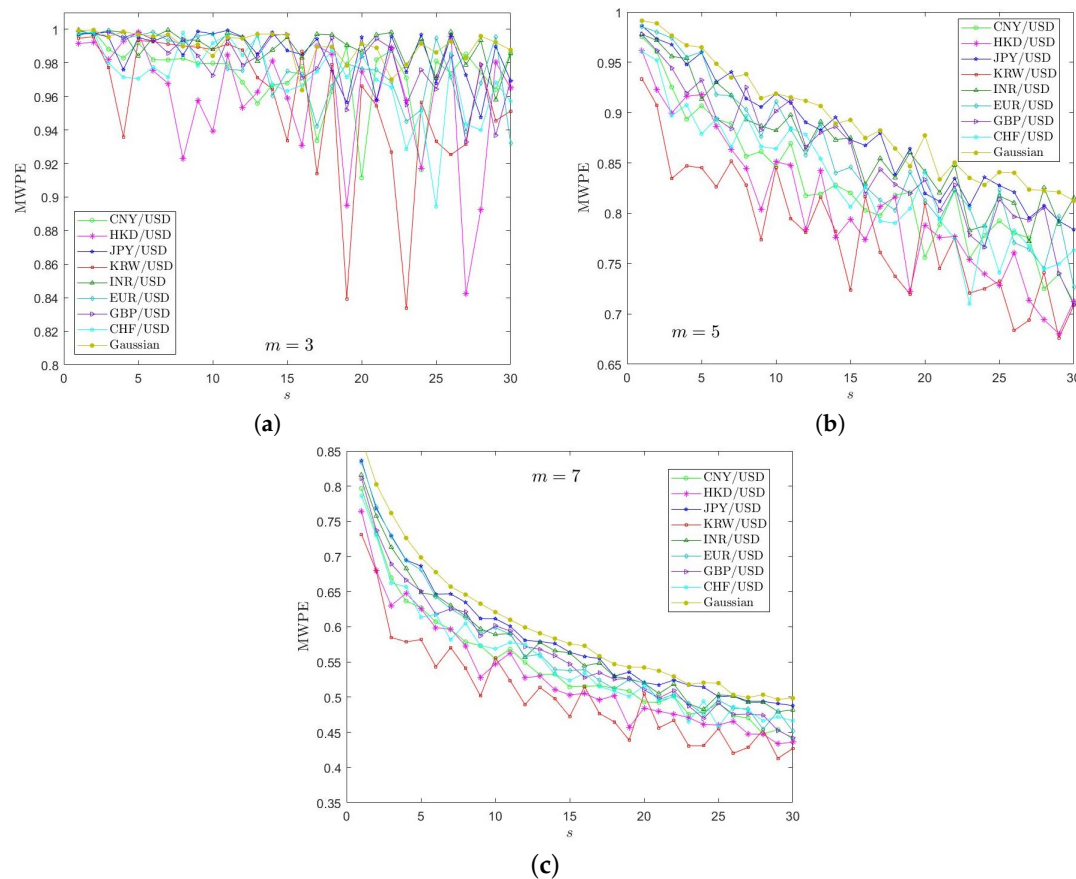 1
0.98
0.96
0.94
0.92
0.9
0.88
0.86
0.84
0.82
0.8
MWPE
CNY/USD
HKD/USD
JPY/USD
KRW/USD
INR/USD
EUR/USD
GBP/USD
CHF/USD
Gaussian
m = 3
0 5 10 15 20 25 30
s
(a)
1
0.95
0.9
0.85
0.8
0.75
0.7
0.65
MWPE
CNY/USD
HKD/USD
JPY/USD
KRW/USD
INR/USD
EUR/USD
GBP/USD
CHF/USD
Gaussian
m = 5
0 5 10 15 20 25 30
s
(b)
0.85
0.8
0.75
0.7
0.65
0.6
0.55
0.5
0.45
0.4
0.35
MWPE
m = 7
CNY/USD
HKD/USD
JPY/USD
KRW/USD
INR/USD
EUR/USD
GBP/USD
CHF/USD
Gaussian
0 5 10 15 20 25 30
s
(c)